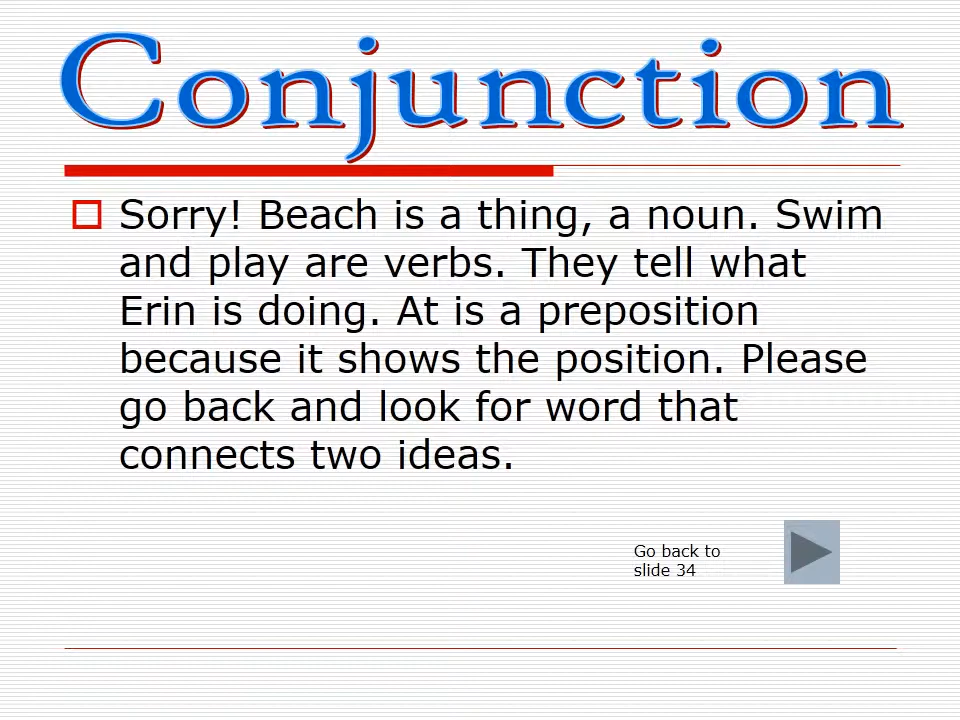 Conjunction
Sorry! Beach is a thing, a noun. Swim
and play are verbs. They tell what
Erin is doing. At is a preposition
because it shows the position. Please
go back and look for word that
connects two ideas.
Go back to
slide 34